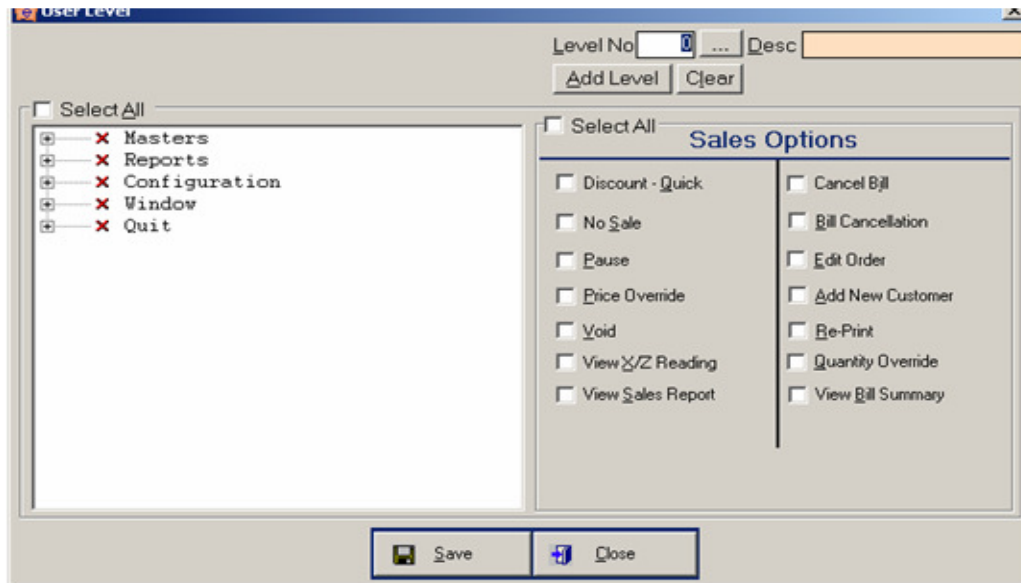 User Level
Level No 0 ... Desc
Add Level Clear
Select All
Masters
Reports
Configuration
Window
Quit
Select All
Sales Options
Discount - Quick
Cancel Bill
No Sale
Bill Cancellation
Pause
Edit Order
Price Override
Add New Customer
Void
Re-Print
View X/Z Reading
Quantity Override
View Sales Report
View Bill Summary
Save
Close